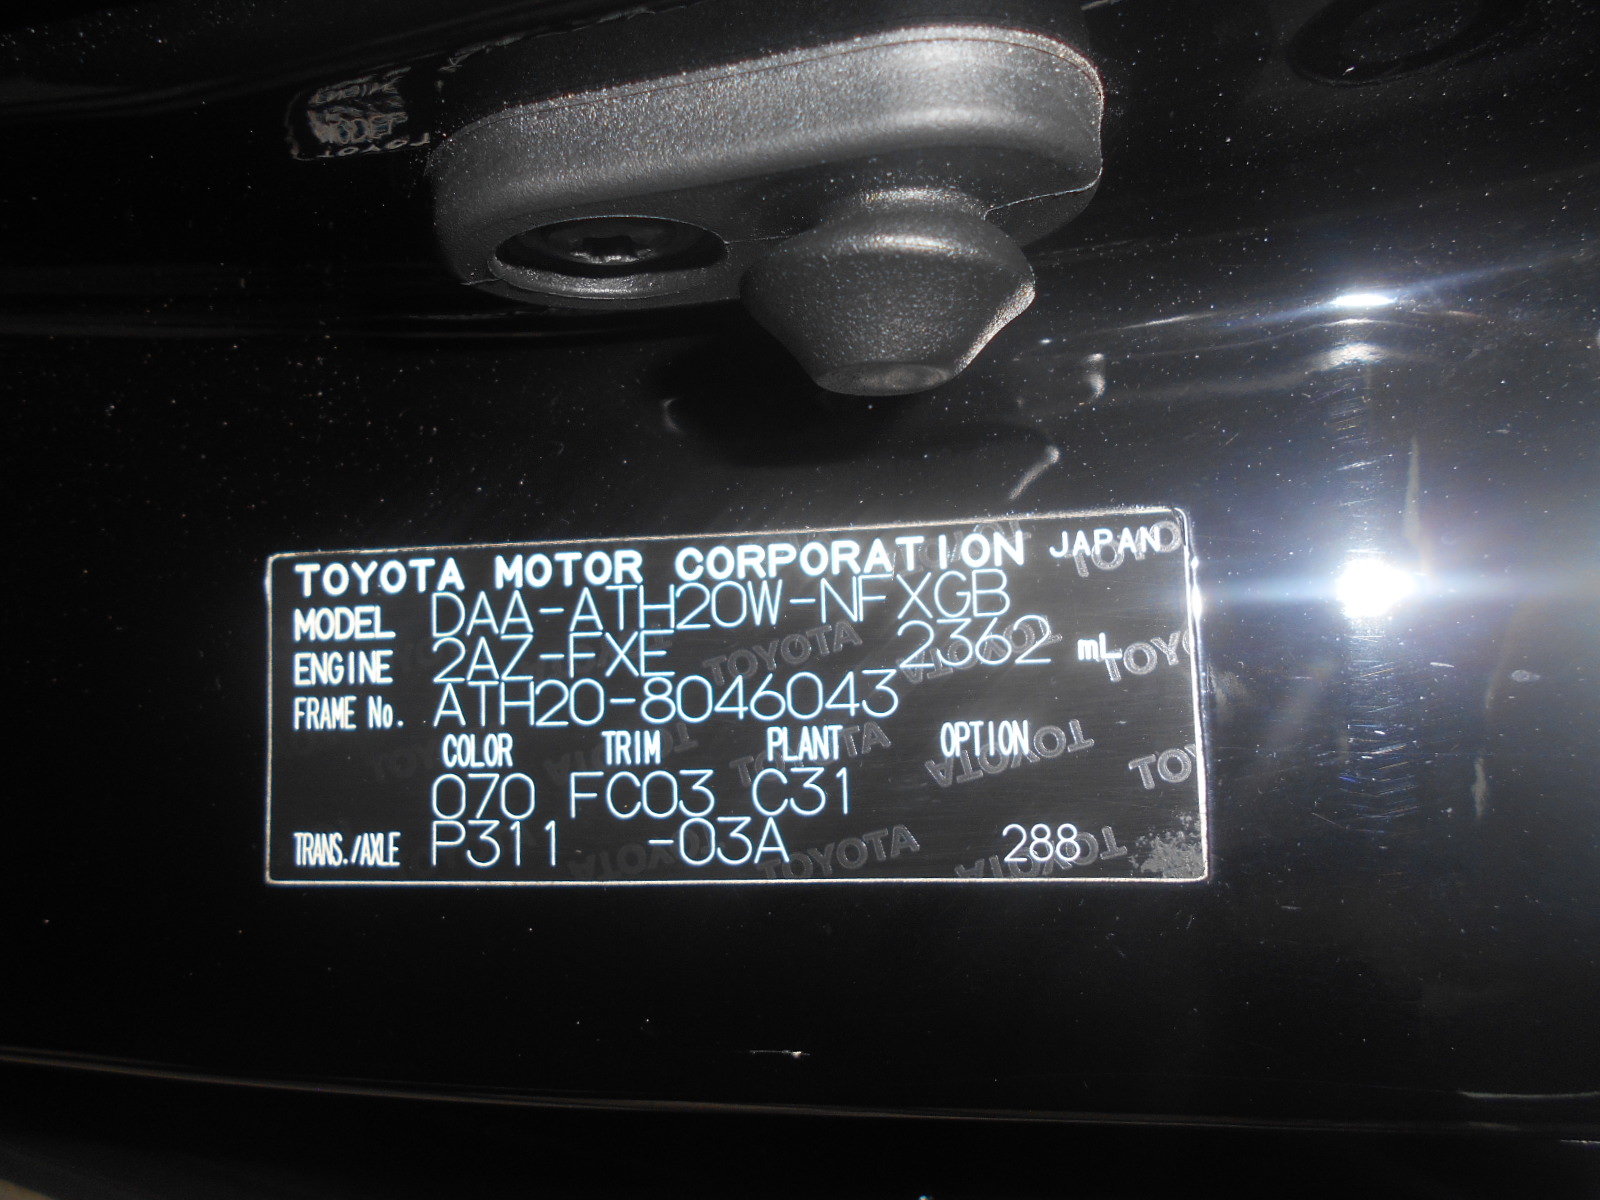 TOYOTA MOTOR CORPORATION JAPAN
MODEL DAA-ATH20W-NFXGB
ENGINE 2AZ-FXE 2362 mL
FRAME No. ATH20-8046043
COLOR TRIM PLANT OPTION
070 FC03 C31
TRANS./AXLE P311 -03A 288